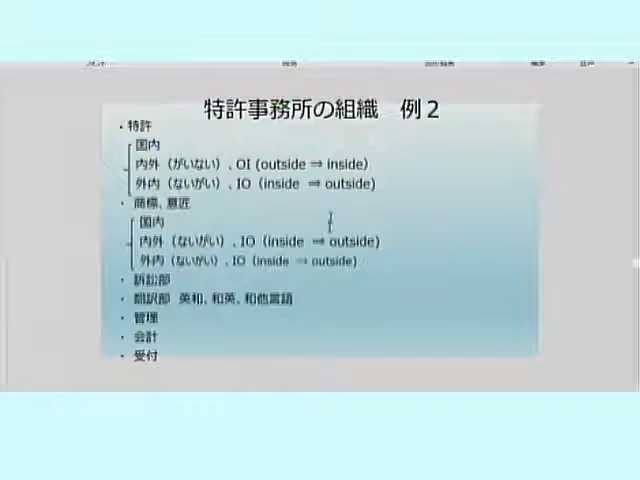 特許事務所の組織 例２
・特許
国内
内外（がいない）、OI (outside ⇒ inside）
外内（ないがい）、IO（inside ⇒ outside)
・ 商標、意匠
国内
内外（ないがい）、IO（inside ⇒ outside)
外内（ないがい）、IO（inside ⇒ outside)
・ 訴訟部
・ 翻訳部 英和、和英、和他言語
・ 管理
・ 会計
・ 受付